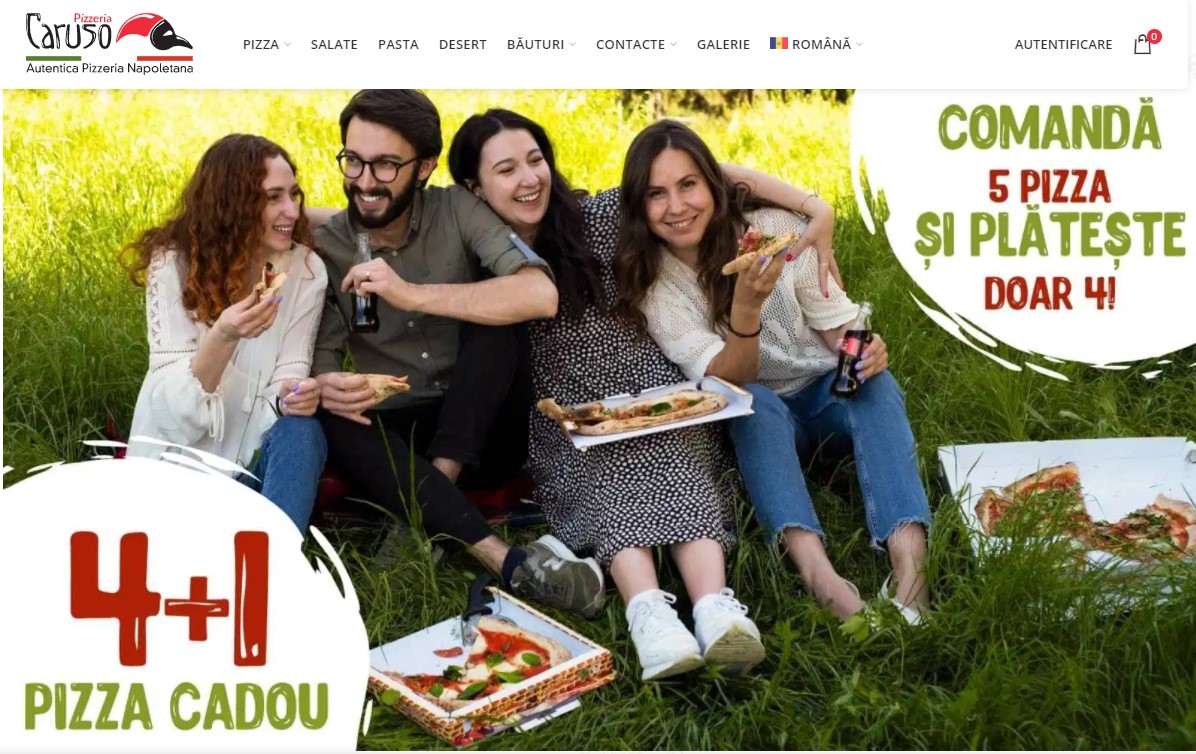 Pizzeria
Caruso
Autentica Pizzeria Napoletana
PIZZA SALATE PASTA DESERT BĂUTURI CONTACTE GALERIE ROMÂNĂ AUTENTIFICARE 0
COMANDĂ
5 PIZZA
ȘI PLĂTEȘTE
DOAR 4!
4+1
PIZZA CADOU